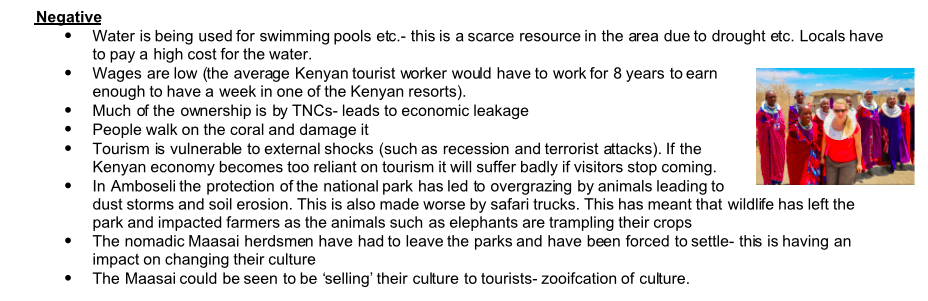 Negative
• Water is being used for swimming pools etc.- this is a scarce resource in the area due to drought etc. Locals have
to pay a high cost for the water.
• Wages are low (the average Kenyan tourist worker would have to work for 8 years to earn
enough to have a week in one of the Kenyan resorts).
• Much of the ownership is by TNCs- leads to economic leakage
• People walk on the coral and damage it
• Tourism is vulnerable to external shocks (such as recession and terrorist attacks). If the
Kenyan economy becomes too reliant on tourism it will suffer badly if visitors stop coming.
• In Amboseli the protection of the national park has led to overgrazing by animals leading to
dust storms and soil erosion. This is also made worse by safari trucks. This has meant that wildlife has left the
park and impacted farmers as the animals such as elephants are trampling their crops
• The nomadic Maasai herdsmen have had to leave the parks and have been forced to settle- this is having an
impact on changing their culture
• The Maasai could be seen to be ‘selling’ their culture to tourists- zooifcation of culture.